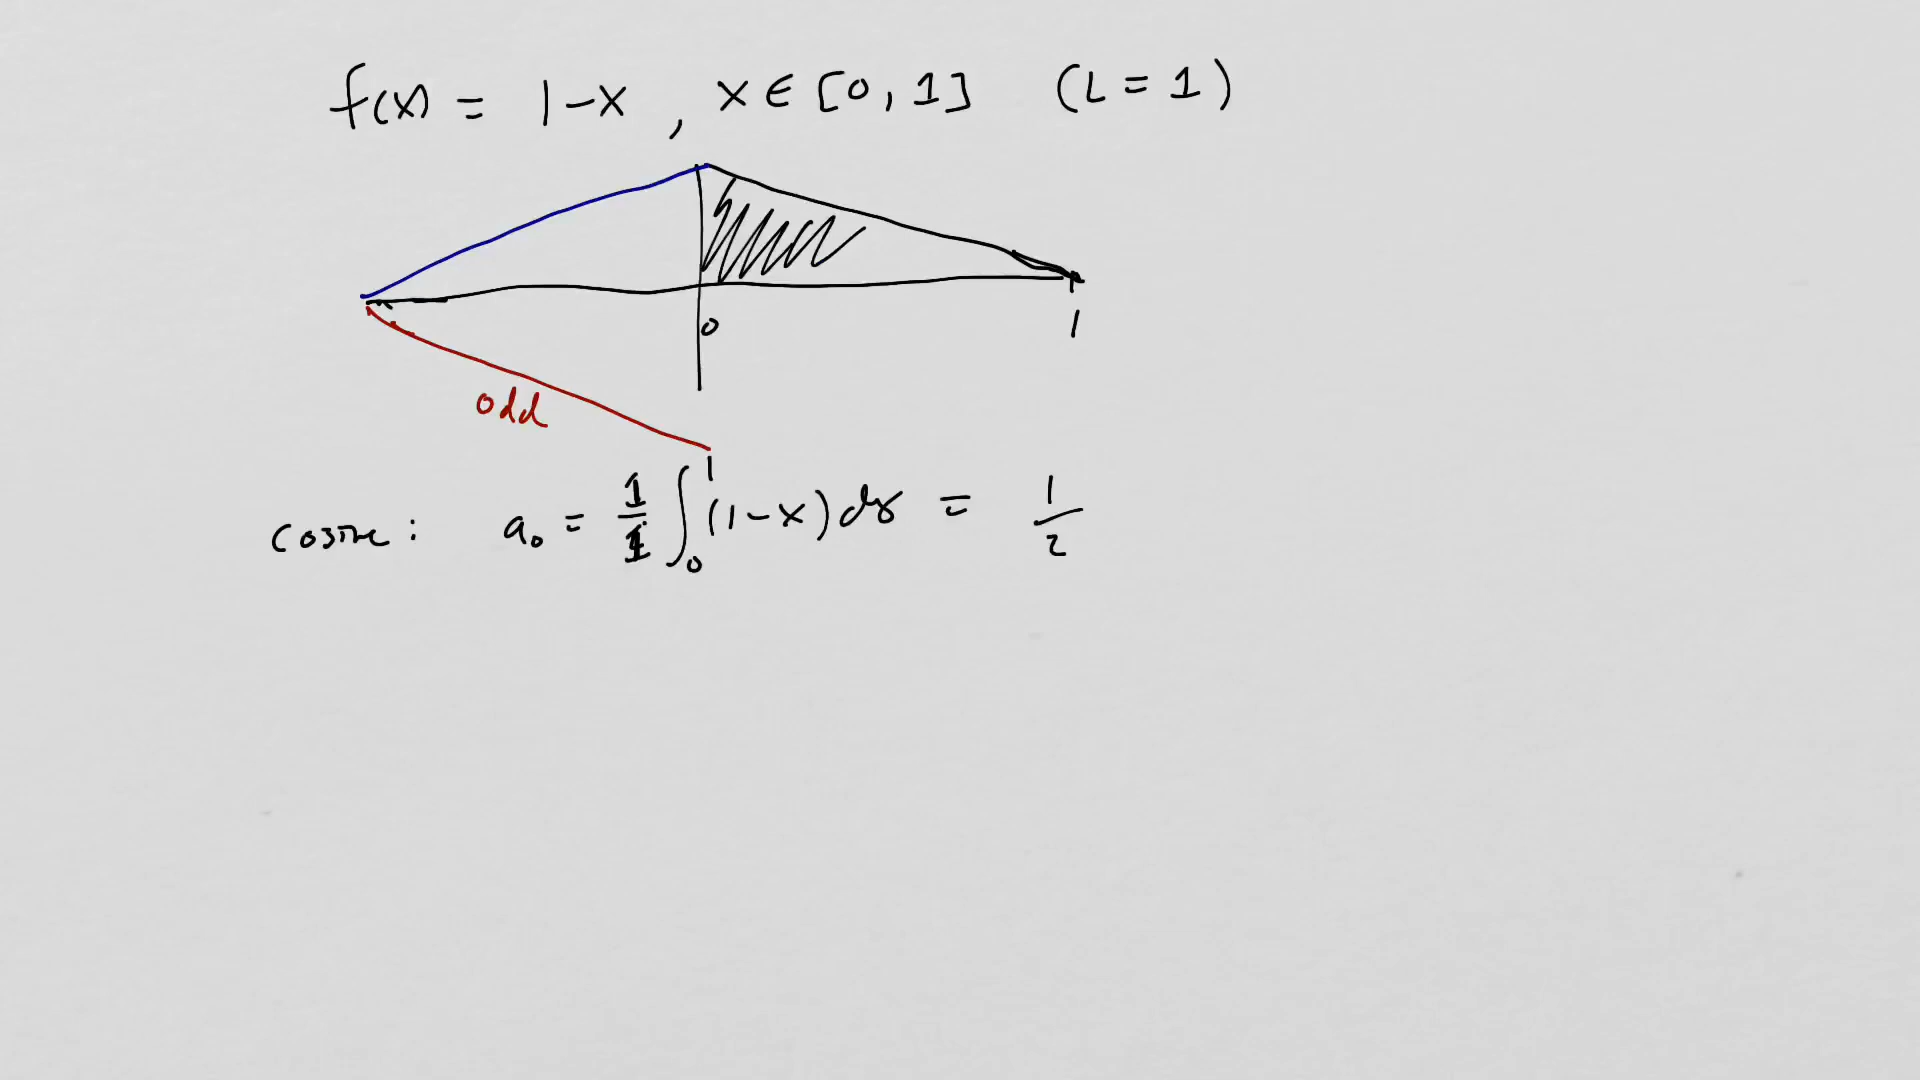 f(x) = 1-x , x ∈ [0, 1] (L = 1)
0
1
odd
cosine: a₀ = 1/1 ∫₀¹ (1-x) dx = 1/2